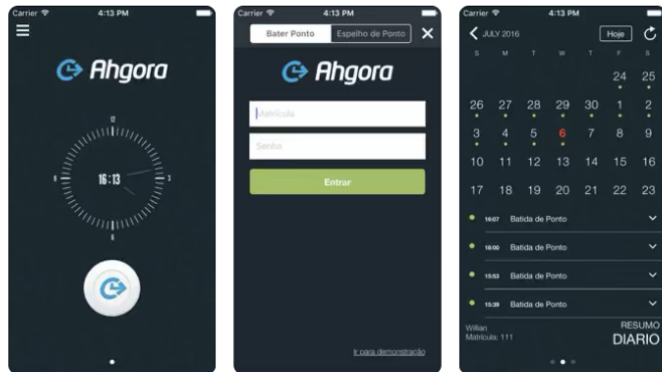 Carrier 4:13 PM
Ahgora
12
9 3
16:13
6
Carrier 4:13 PM
Bater Ponto Espelho de Ponto X
Ahgora
Matrícula
Senha
Entrar
Ir para demonstração
Carrier 4:13 PM
JULY 2016 Hoje
S M T W T F S
24 25
26 27 28 29 30 1 2
3 4 5 6 7 8 9
10 11 12 13 14 15 16
17 18 19 20 21 22 23
16:07 Batida de Ponto
16:00 Batida de Ponto
15:53 Batida de Ponto
15:39 Batida de Ponto
Willian
Matrícula: 111
RESUMO
DIARIO